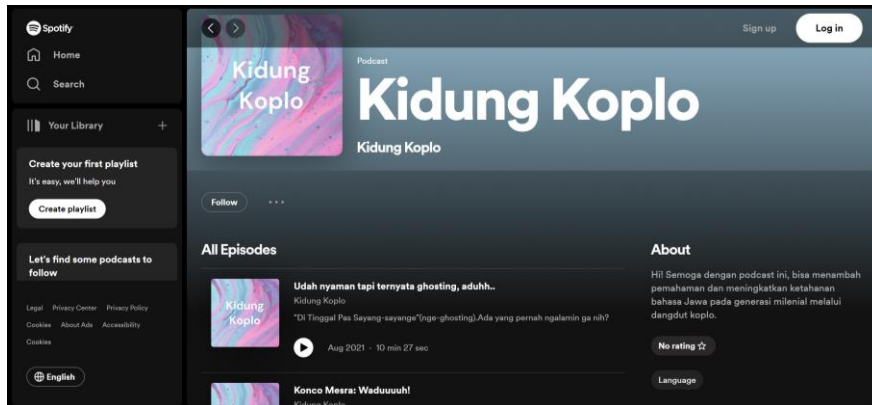 Spotify
Home
Search
Your Library
Create your first playlist
It's easy, we'll help you
Create playlist
Let's find some podcasts to
follow
Legal Privacy Center Privacy Policy
Cookies About Ads Accessibility
Cookies
English
Sign up
Log in
Kidung
Koplo
Podcast
Kidung Koplo
Kidung Koplo
Follow
All Episodes
Kidung
Koplo
Udah nyaman tapi ternyata ghosting, aduhh..
Kidung Koplo
"Di Tinggal Pas Sayang-sayange"(nge-ghosting).Ada yang pernah ngalamin ga nih?
Aug 2021 · 10 min 27 sec
Konco Mesra: Waduuuuh!
Kidung Koplo
About
Hi! Semoga dengan podcast ini, bisa menambah
pemahaman dan meningkatkan ketahanan
bahasa Jawa pada generasi milenial melalui
dangdut koplo.
No rating
Language